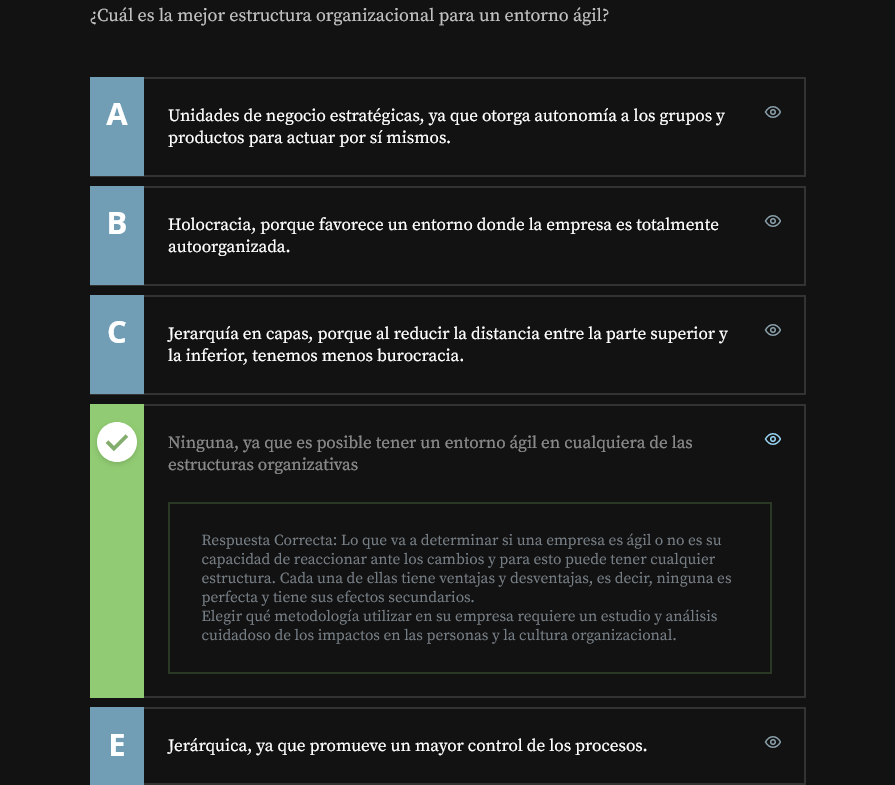 ¿Cuál es la mejor estructura organizacional para un entorno ágil?
A
Unidades de negocio estratégicas, ya que otorga autonomía a los grupos y
productos para actuar por sí mismos.
B
Holocracia, porque favorece un entorno donde la empresa es totalmente
autoorganizada.
C
Jerarquía en capas, porque al reducir la distancia entre la parte superior y
la inferior, tenemos menos burocracia.
Ninguna, ya que es posible tener un entorno ágil en cualquiera de las
estructuras organizativas
Respuesta Correcta: Lo que va a determinar si una empresa es ágil o no es su
capacidad de reaccionar ante los cambios y para esto puede tener cualquier
estructura. Cada una de ellas tiene ventajas y desventajas, es decir, ninguna es
perfecta y tiene sus efectos secundarios.
Elegir qué metodología utilizar en su empresa requiere un estudio y análisis
cuidadoso de los impactos en las personas y la cultura organizacional.
E
Jerárquica, ya que promueve un mayor control de los procesos.